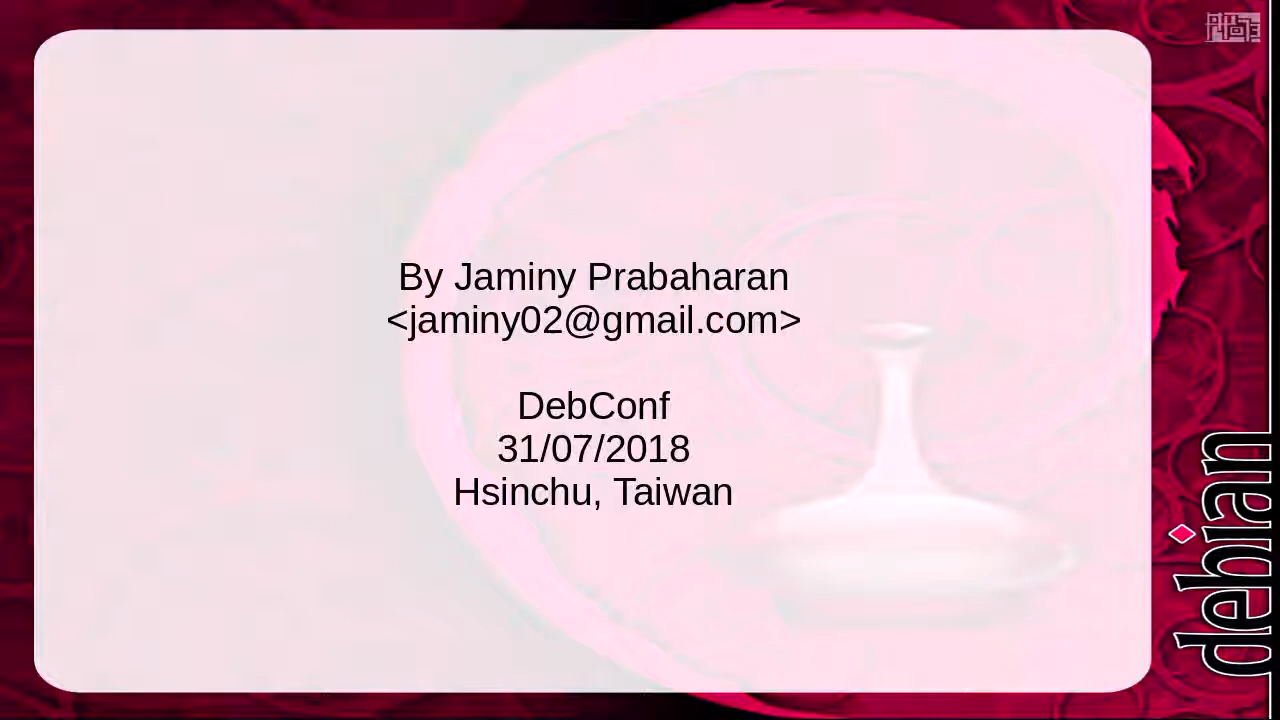 By Jaminy Prabaharan
<jaminy02@gmail.com>
DebConf
31/07/2018
Hsinchu, Taiwan
debian